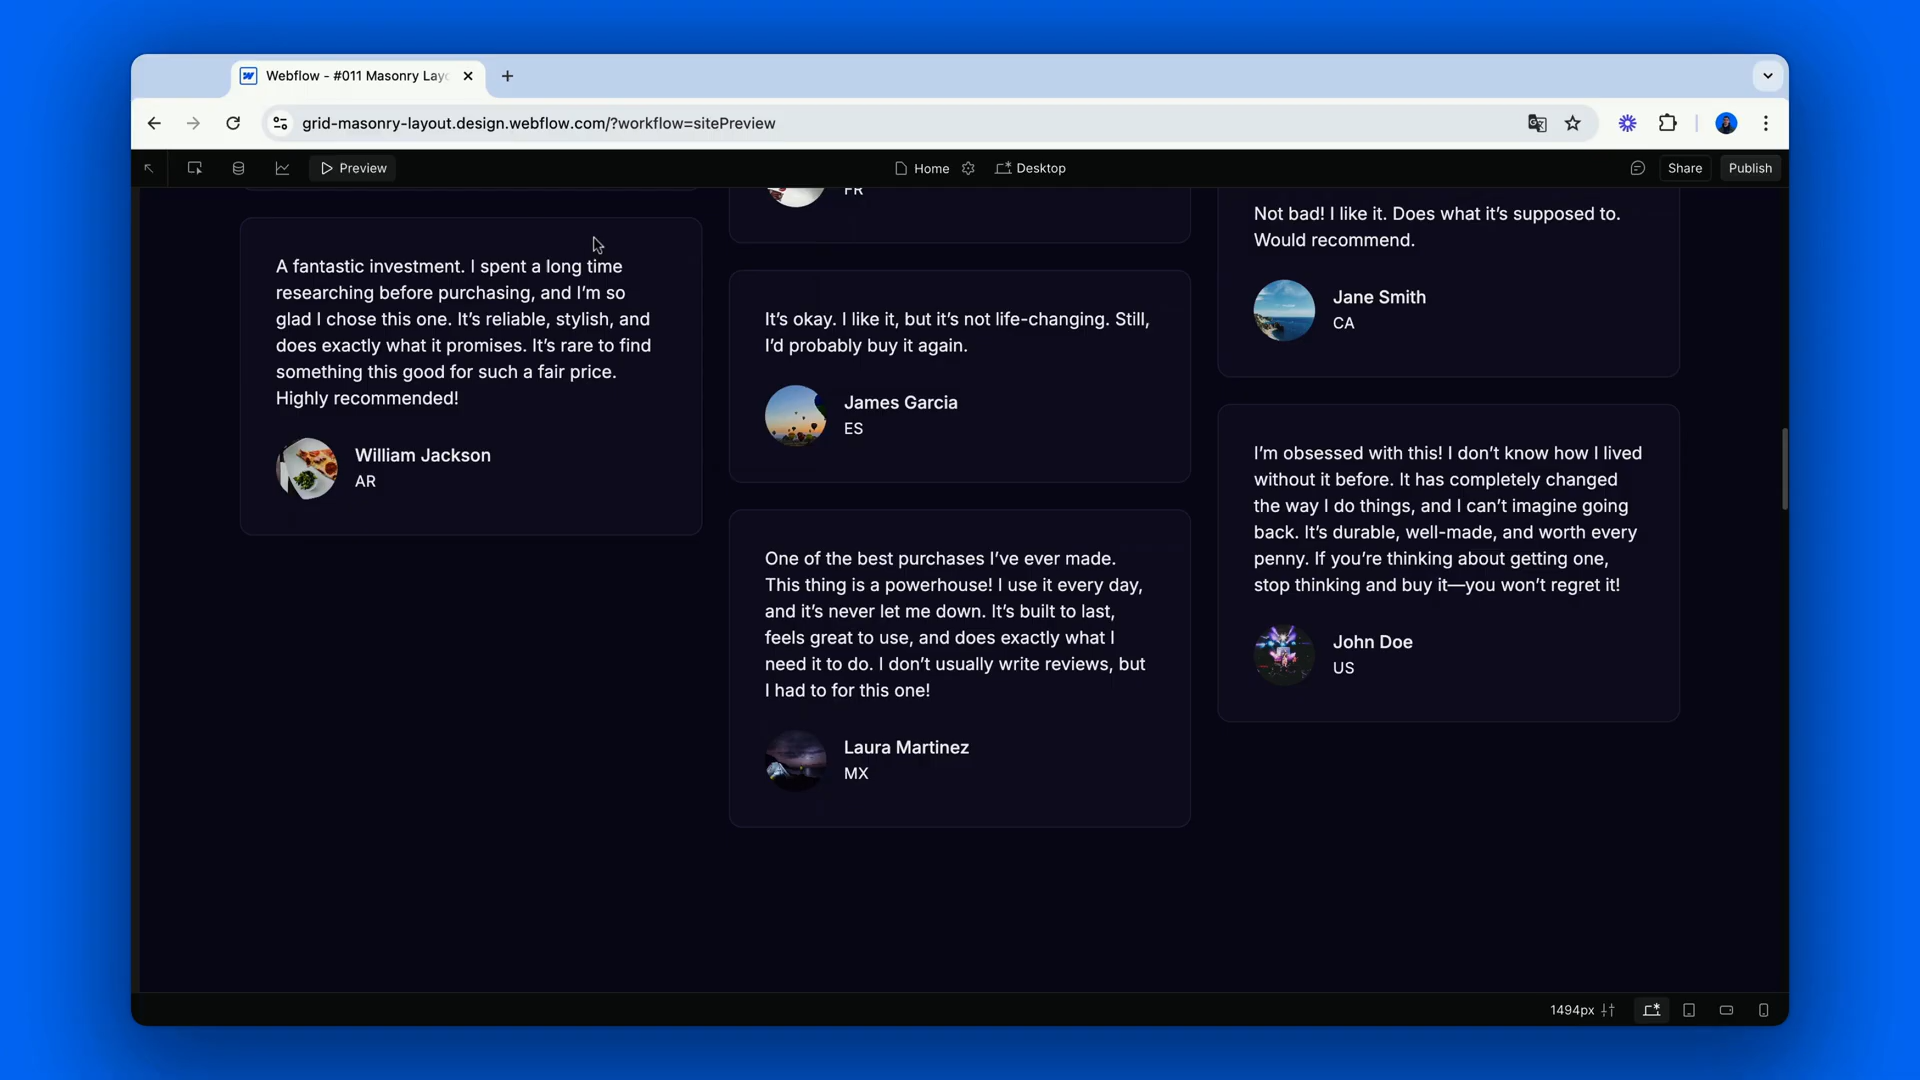 Webflow - #011 Masonry Layo
grid-masonry-layout.design.webflow.com/?workflow=sitePreview
Preview
Home
Desktop
Share
Publish
A fantastic investment. I spent a long time
researching before purchasing, and I’m so
glad I chose this one. It’s reliable, stylish, and
does exactly what it promises. It’s rare to find
something this good for such a fair price.
Highly recommended!
William Jackson
AR
FR
It’s okay. I like it, but it’s not life-changing. Still,
I’d probably buy it again.
James Garcia
ES
One of the best purchases I’ve ever made.
This thing is a powerhouse! I use it every day,
and it’s never let me down. It’s built to last,
feels great to use, and does exactly what I
need it to do. I don’t usually write reviews, but
I had to for this one!
Laura Martinez
MX
Not bad! I like it. Does what it’s supposed to.
Would recommend.
Jane Smith
CA
I’m obsessed with this! I don’t know how I lived
without it before. It has completely changed
the way I do things, and I can’t imagine going
back. It’s durable, well-made, and worth every
penny. If you’re thinking about getting one,
stop thinking and buy it—you won’t regret it!
John Doe
US
1494px